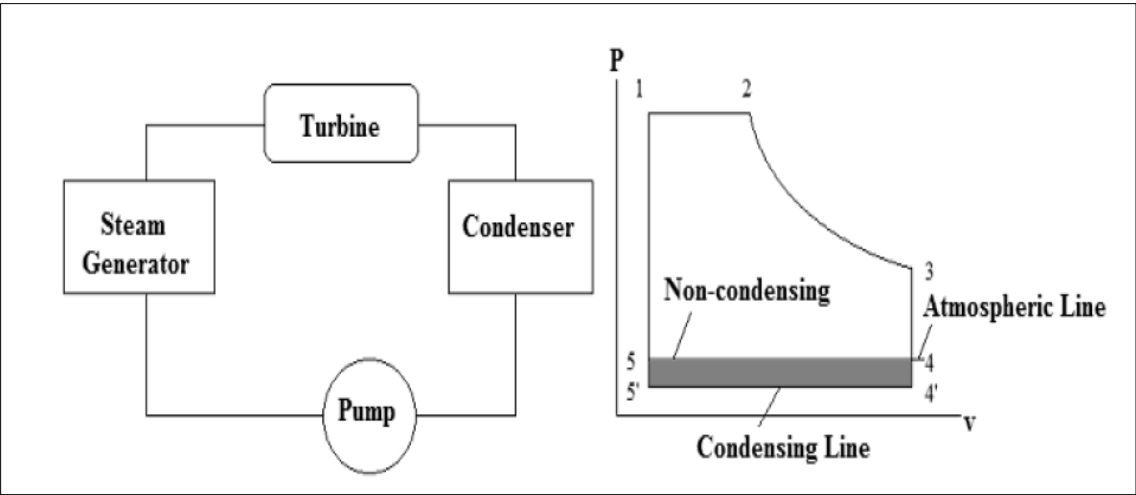 Turbine
Steam
Generator
Condenser
Pump
P
1
2
3
Non-condensing
Atmospheric Line
5
4
5'
4'
v
Condensing Line